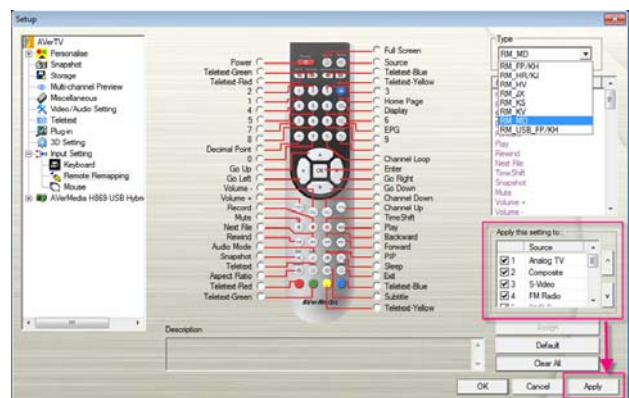 Setup
AVerTV
Personalise
Snapshot
Storage
Multi-channel Preview
Miscellaneous
Video/Audio Setting
Teletext
Plug-in
3D Setting
Input Setting
Keyboard
Remote Remapping
Mouse
AVerMedia H869 USB Hybri
Power
Teletext-Green
Teletext-Red
2
1
4
5
7
8
Decimal Point
0
Go Up
Go Left
Volume -
Volume +
Record
Mute
Next File
Rewind
Audio Mode
Snapshot
Teletext
Aspect Ratio
Teletext-Red
Teletext-Green
Full Screen
Source
Teletext-Blue
Teletext-Yellow
3
Home Page
Display
6
EPG
9
Channel Loop
Enter
Go Right
Go Down
Channel Down
Channel Up
TimeShift
Play
Backward
Forward
PIP
Sleep
Exit
Teletext-Blue
Subtitle
Teletext-Yellow
AVerMedia
Type
RM_MD
RM_FP/KH
RM_HR/KJ
RM_HV
RM_JX
RM_KS
RM_KV
RM_MD
RM_USB_FP/KH
Play
Rewind
Next File
TimeShift
Snapshot
Mute
Volume +
Volume -
Apply this setting to:
Source
1 Analog TV
2 Composite
3 S-Video
4 FM Radio
Assign
Default
Clear All
Description
OK
Cancel
Apply